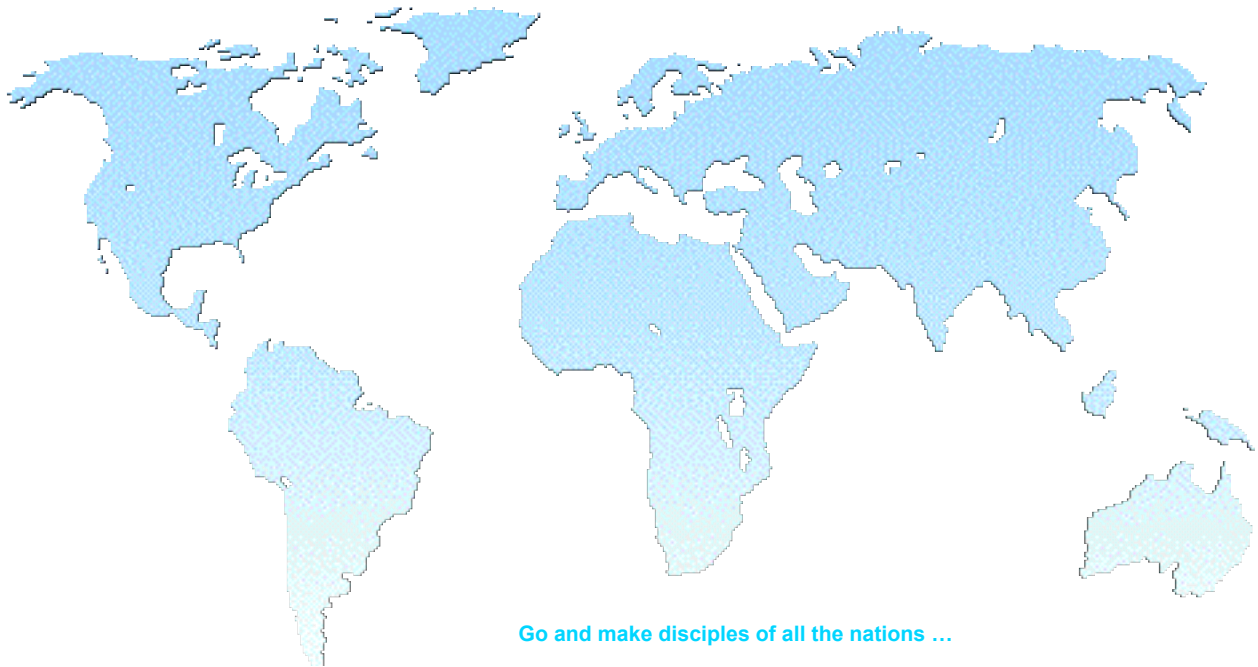 Go and make disciples of all the nations …